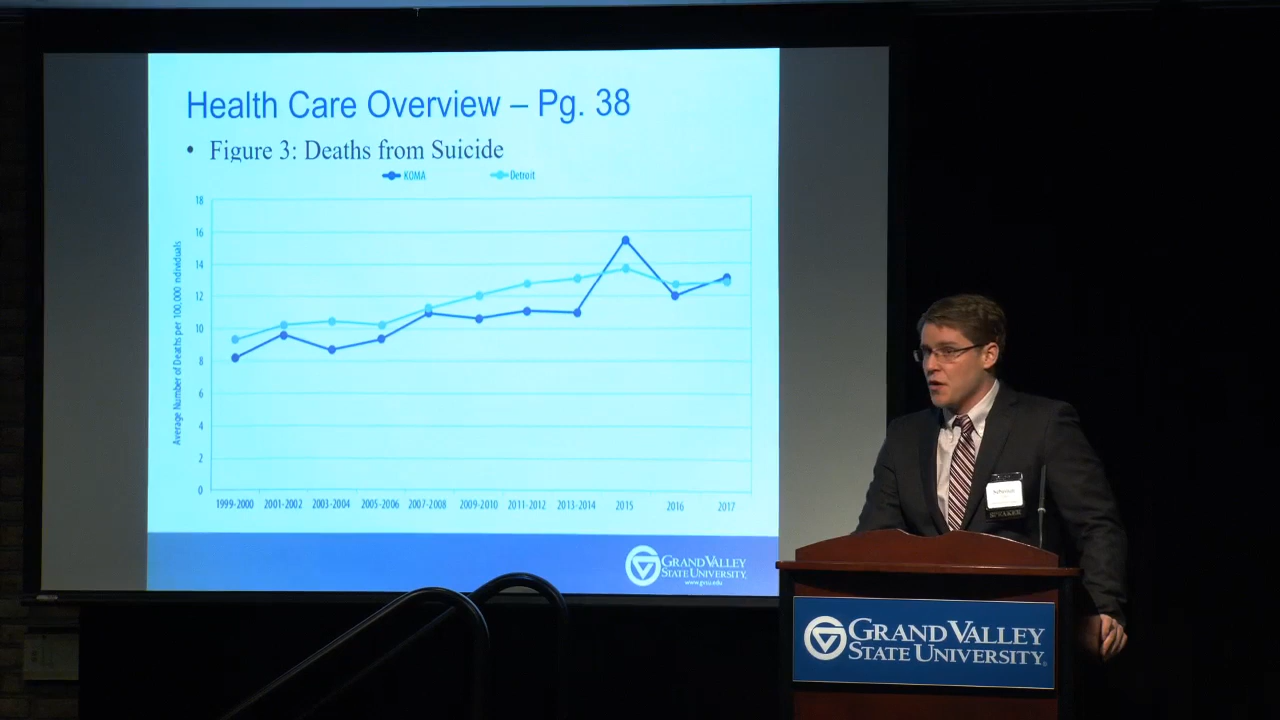 Health Care Overview – Pg. 38
• Figure 3: Deaths from Suicide
KOMA Detroit
Average Number of Deaths per 100,000 individuals
18
16
14
12
10
8
6
4
2
0
1999-2000 2001-2002 2003-2004 2005-2006 2007-2008 2009-2010 2011-2012 2013-2014 2015 2016 2017
GRAND VALLEY
STATE UNIVERSITY
www.gvsu.edu
GRAND VALLEY
STATE UNIVERSITY